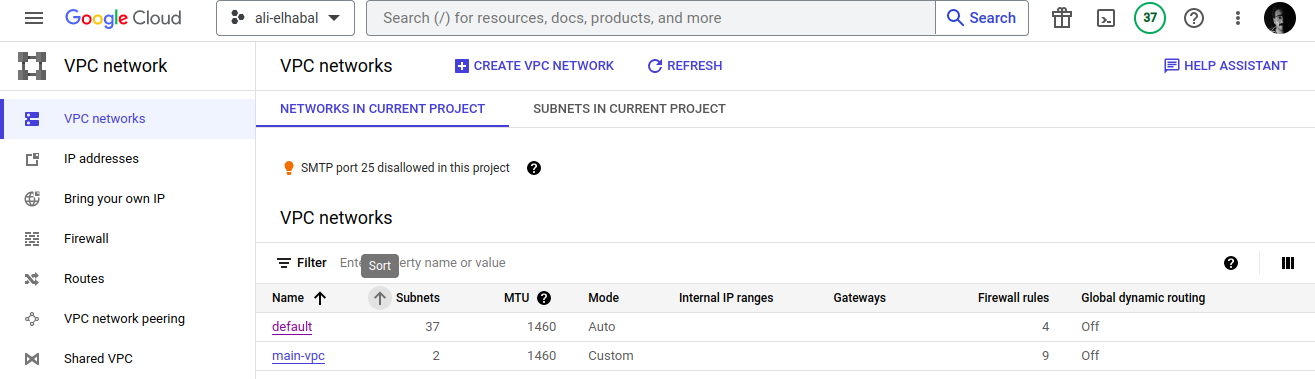 Google Cloud
ali-elhabal
Search (/) for resources, docs, products, and more
Search
37
VPC network
VPC networks
CREATE VPC NETWORK
REFRESH
HELP ASSISTANT
VPC networks
IP addresses
Bring your own IP
Firewall
Routes
VPC network peering
Shared VPC
NETWORKS IN CURRENT PROJECT
SUBNETS IN CURRENT PROJECT
SMTP port 25 disallowed in this project
VPC networks
Filter
Ente erty name or value
Sort
Name Subnets MTU Mode Internal IP ranges Gateways Firewall rules Global dynamic routing
default 37 1460 Auto 4 Off
main-vpc 2 1460 Custom 9 Off